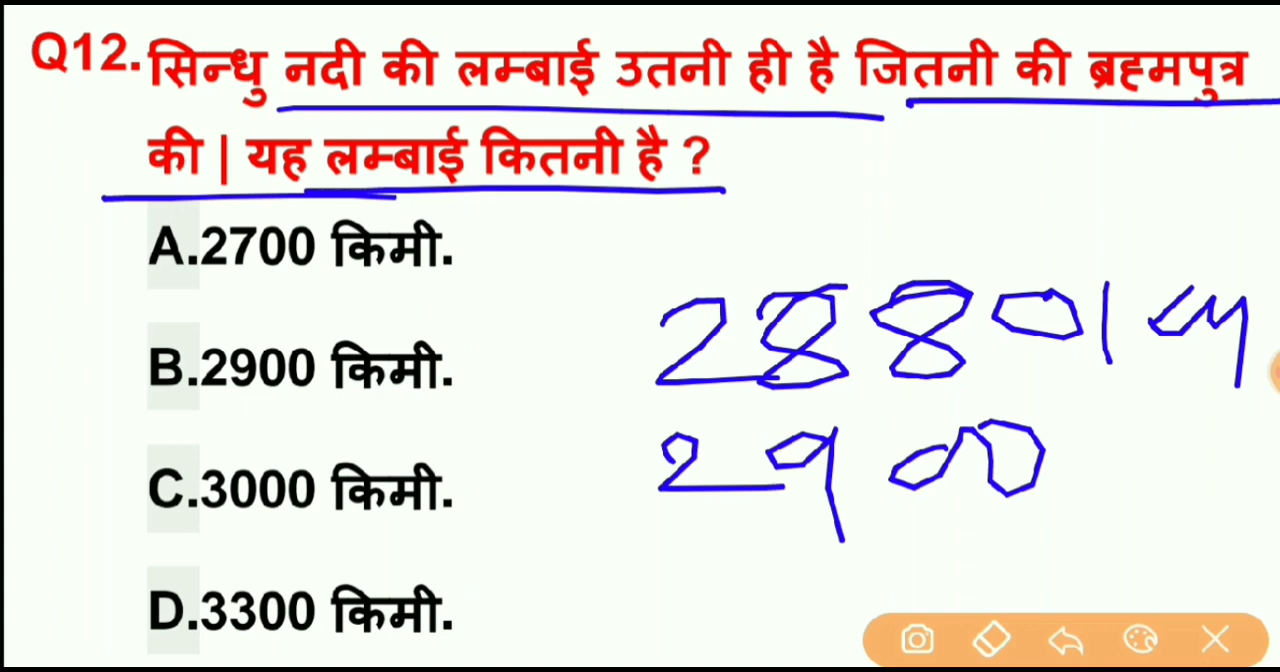 Q12. सिन्धु नदी की लम्बाई उतनी ही है जितनी की ब्रह्मपुत्र
की | यह लम्बाई कितनी है ?
A.2700 किमी.
B.2900 किमी.
C.3000 किमी.
D.3300 किमी.
2880
2900